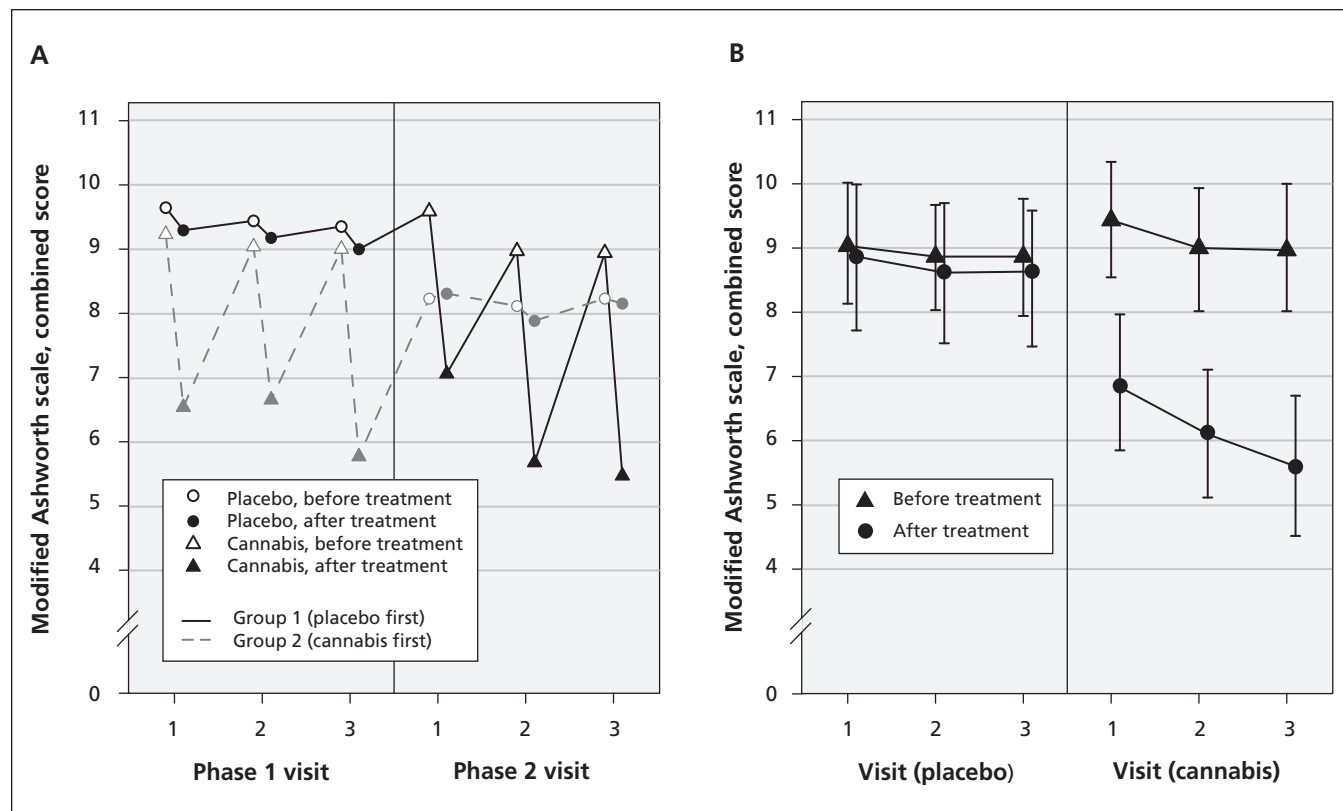 A
Modified Ashworth scale, combined score
11
10
9
8
7
6
5
4
0
Placebo, before treatment
Placebo, after treatment
Cannabis, before treatment
Cannabis, after treatment
Group 1 (placebo first)
Group 2 (cannabis first)
1 2 3 1 2 3
Phase 1 visit Phase 2 visit
B
Modified Ashworth scale, combined score
11
10
9
8
7
6
5
4
0
Before treatment
After treatment
1 2 3 1 2 3
Visit (placebo) Visit (cannabis)